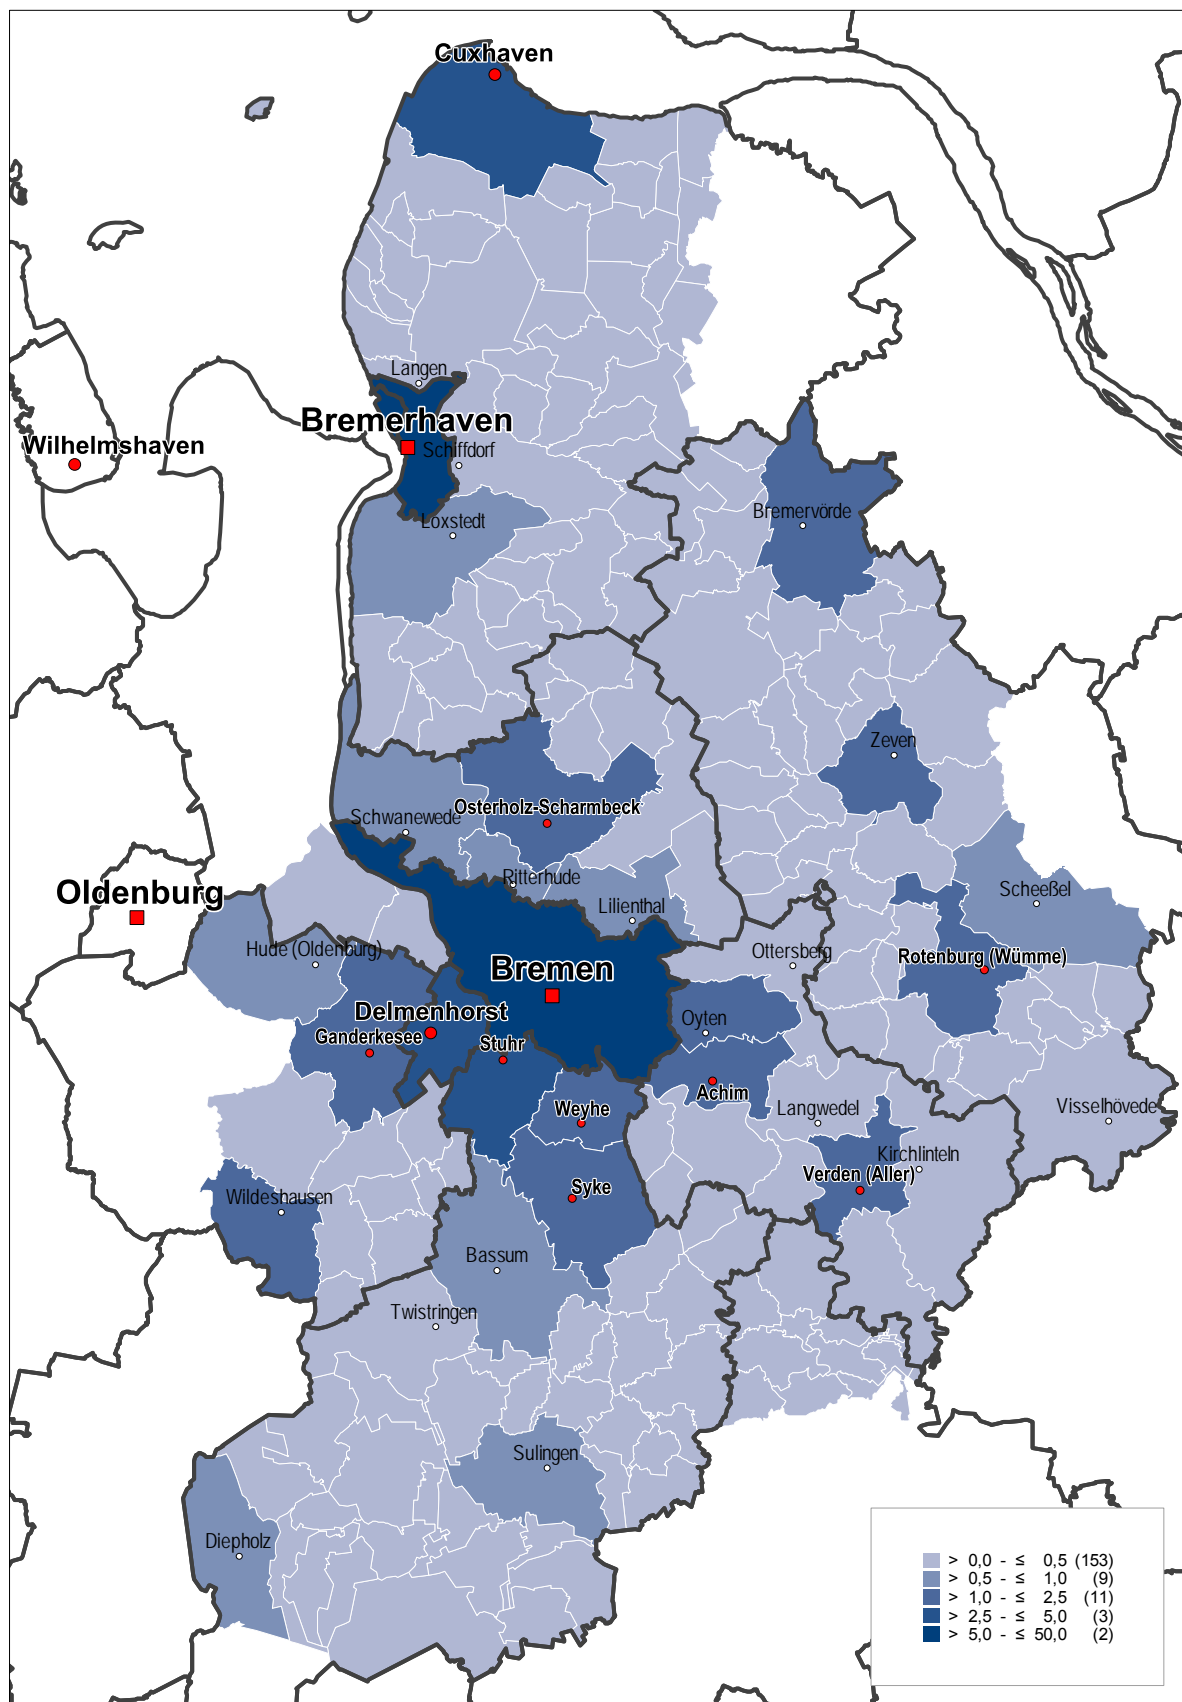 Cuxhaven
Langen
Bremerhaven
Wilhelmshaven
Schiffdorf
Bremervörde
Loxstedt
Zeven
Osterholz-Scharmbeck
Schwanewede
Ritterhude
Scheeßel
Oldenburg
Lilienthal
Hude (Oldenburg)
Ottersberg
Rotenburg (Wümme)
Bremen
Delmenhorst
Oyten
Ganderkesee
Stuhr
Achim
Weyhe
Langwedel
Visselhövede
Kirchlinteln
Verden (Aller)
Syke
Wildeshausen
Bassum
Twistringen
Sulingen
Diepholz
> 0,0 - ≤ 0,5 (153)
> 0,5 - ≤ 1,0 (9)
> 1,0 - ≤ 2,5 (11)
> 2,5 - ≤ 5,0 (3)
> 5,0 - ≤ 50,0 (2)